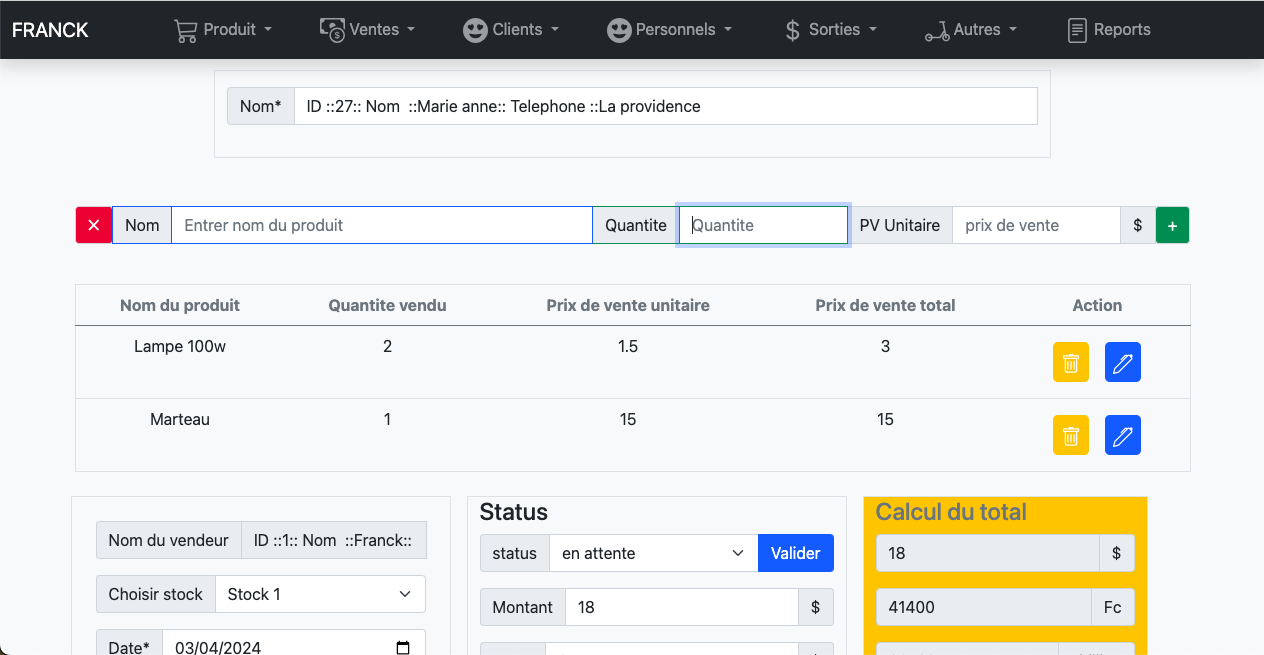 FRANCK Produit Ventes Clients Personnels Sorties Autres Reports
Nom* ID ::27:: Nom ::Marie anne:: Telephone ::La providence
Nom Entrer nom du produit Quantite Quantite PV Unitaire prix de vente $ +
Nom du produit Quantite vendu Prix de vente unitaire Prix de vente total Action
Lampe 100w 2 1.5 3
Marteau 1 15 15
Nom du vendeur ID ::1:: Nom ::Franck::
Choisir stock Stock 1
Date* 03/04/2024
Status
status en attente Valider
Montant 18 $
Calcul du total
18 $
41400 Fc